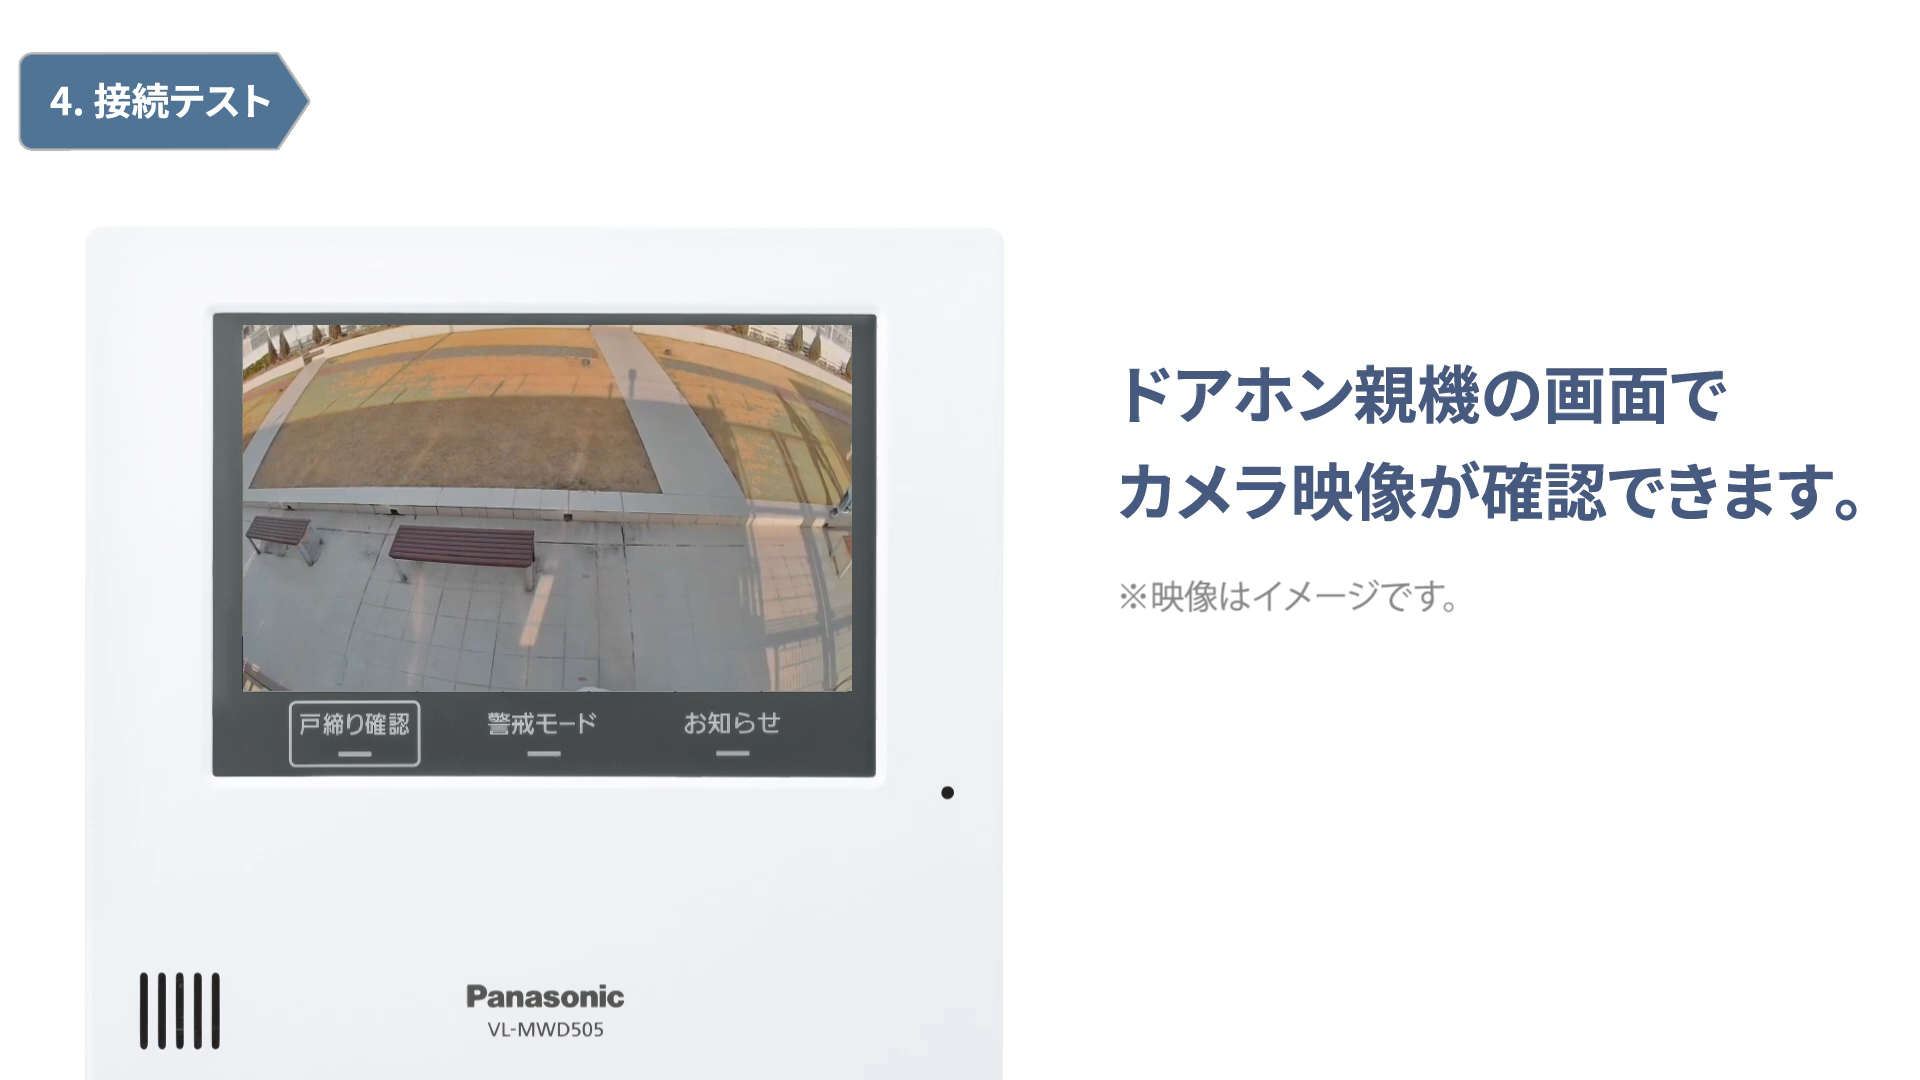 4. 接続テスト
ドアホン親機の画面で
カメラ映像が確認できます。
※映像はイメージです。
戸締り確認
警戒モード
お知らせ
Panasonic
VL-MWD505